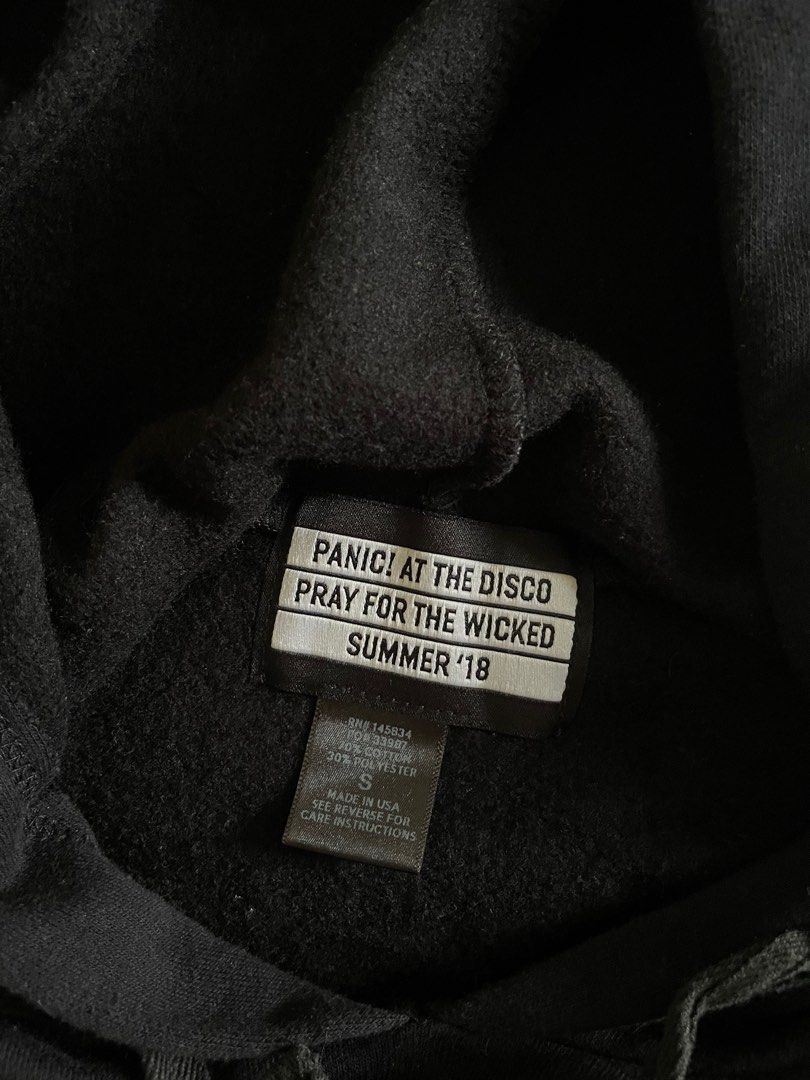 PANIC! AT THE DISCO
PRAY FOR THE WICKED
SUMMER '18
RN# 145834
70% COTTON
30% POLYESTER
S
MADE IN USA
SEE REVERSE FOR
CARE INSTRUCTIONS